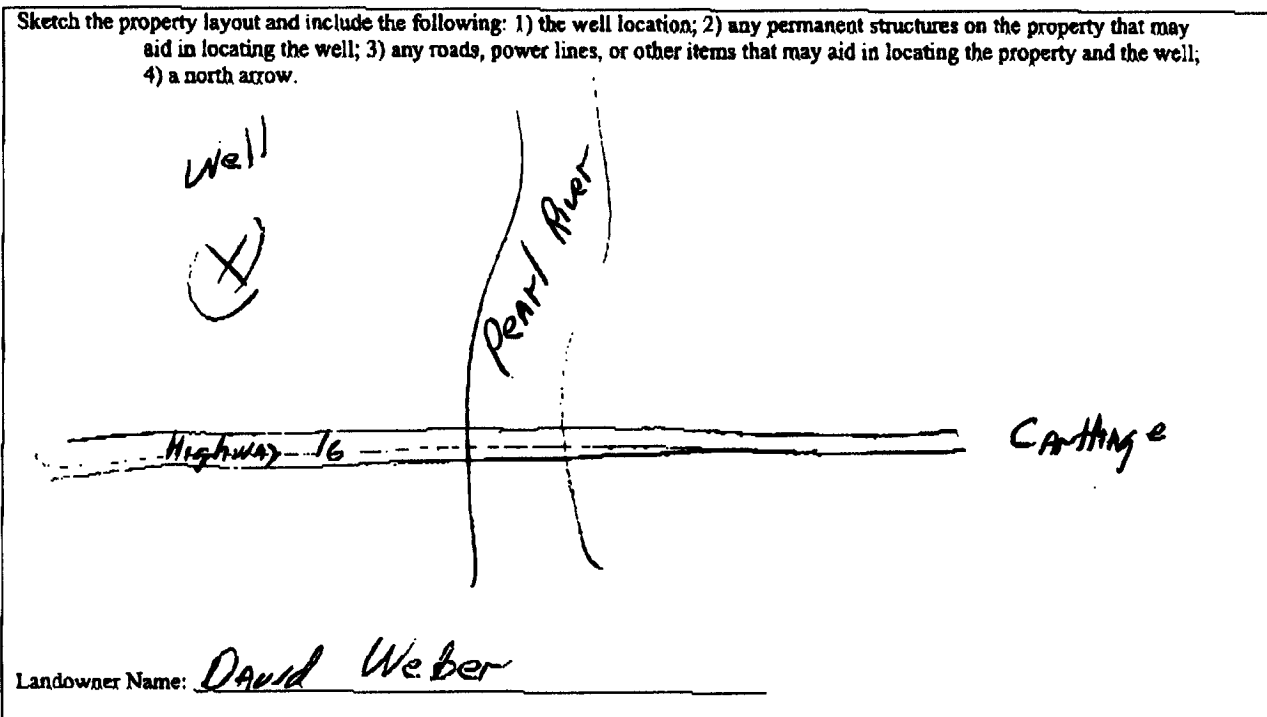 Sketch the property layout and include the following: 1) the well location; 2) any permanent structures on the property that may
aid in locating the well; 3) any roads, power lines, or other items that may aid in locating the property and the well;
4) a north arrow.
Well
X
Pearl River
Highway 16
Carthage
Landowner Name: David Weber